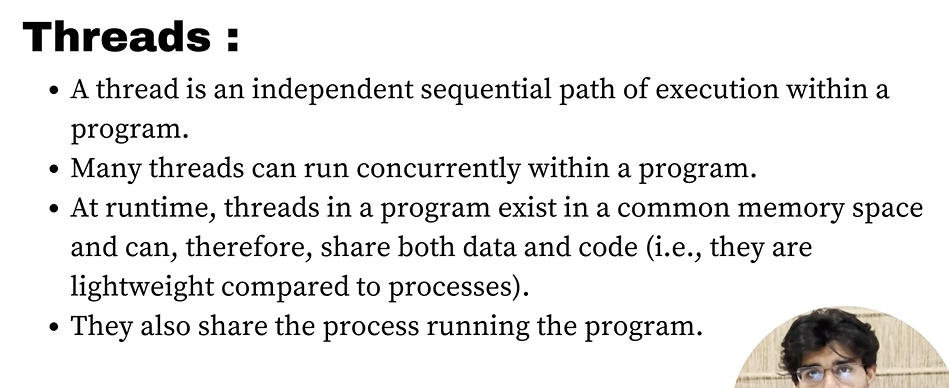 Threads :
• A thread is an independent sequential path of execution within a
program.
• Many threads can run concurrently within a program.
• At runtime, threads in a program exist in a common memory space
and can, therefore, share both data and code (i.e., they are
lightweight compared to processes).
• They also share the process running the program.